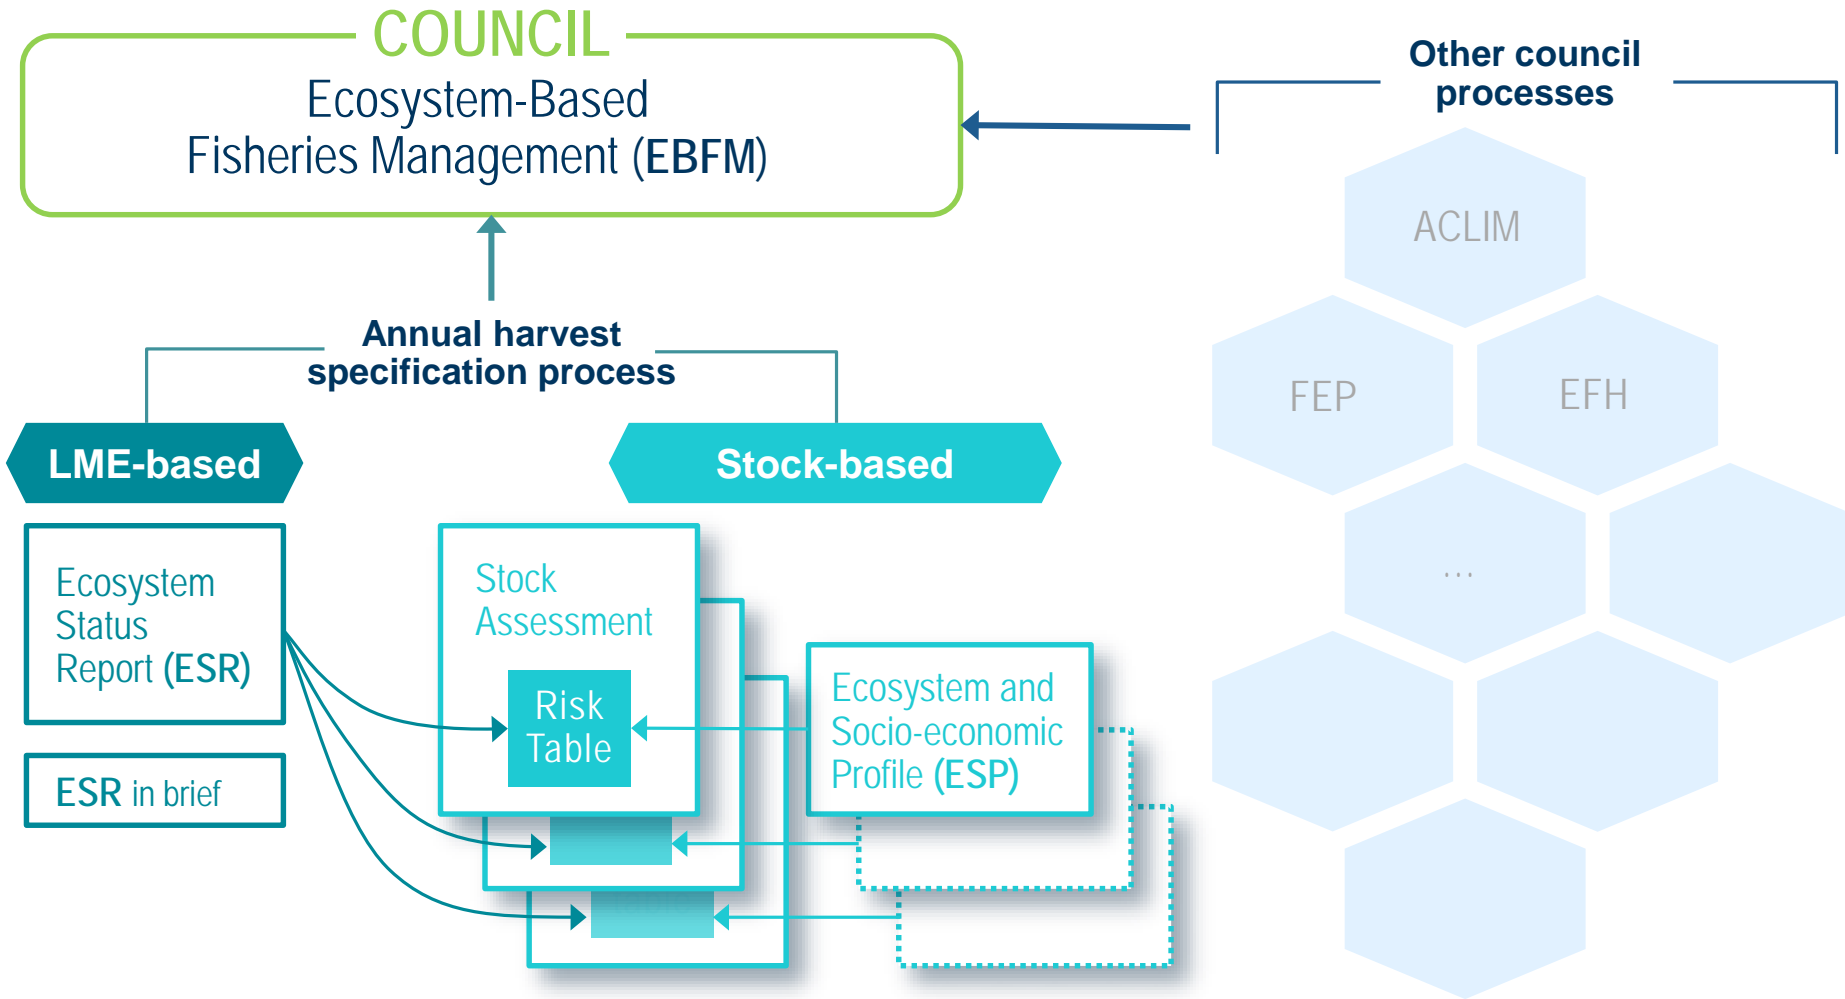 COUNCIL
Ecosystem-Based
Fisheries Management (EBFM)
Other council
processes
Annual harvest
specification process
LME-based
Stock-based
Ecosystem
Status
Report (ESR)
ESR in brief
Stock
Assessment
Risk
Table
Ecosystem and
Socio-economic
Profile (ESP)
ACLIM
FEP
EFH
...